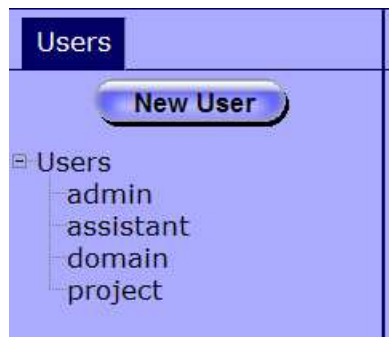 Users
New User
Users
admin
assistant
domain
project